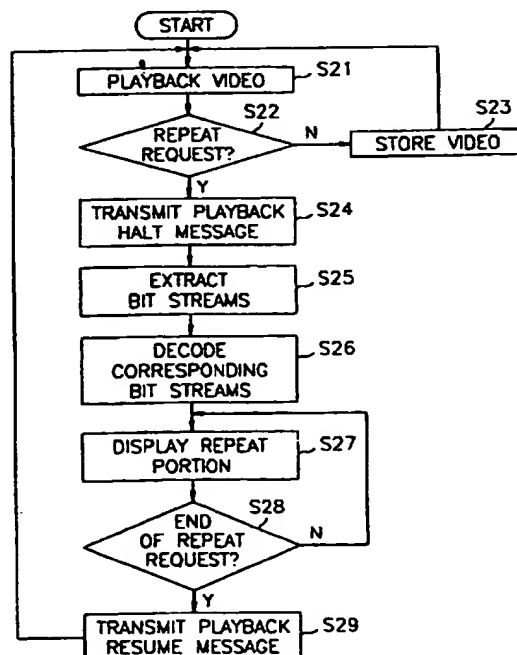 START
PLAYBACK VIDEO
S21
REPEAT
REQUEST?
S22
N
STORE VIDEO
S23
Y
TRANSMIT PLAYBACK
HALT MESSAGE
S24
EXTRACT
BIT STREAMS
S25
DECODE
CORRESPONDING
BIT STREAMS
S26
DISPLAY REPEAT
PORTION
S27
END
OF REPEAT
REQUEST?
S28
N
Y
TRANSMIT PLAYBACK
RESUME MESSAGE
S29